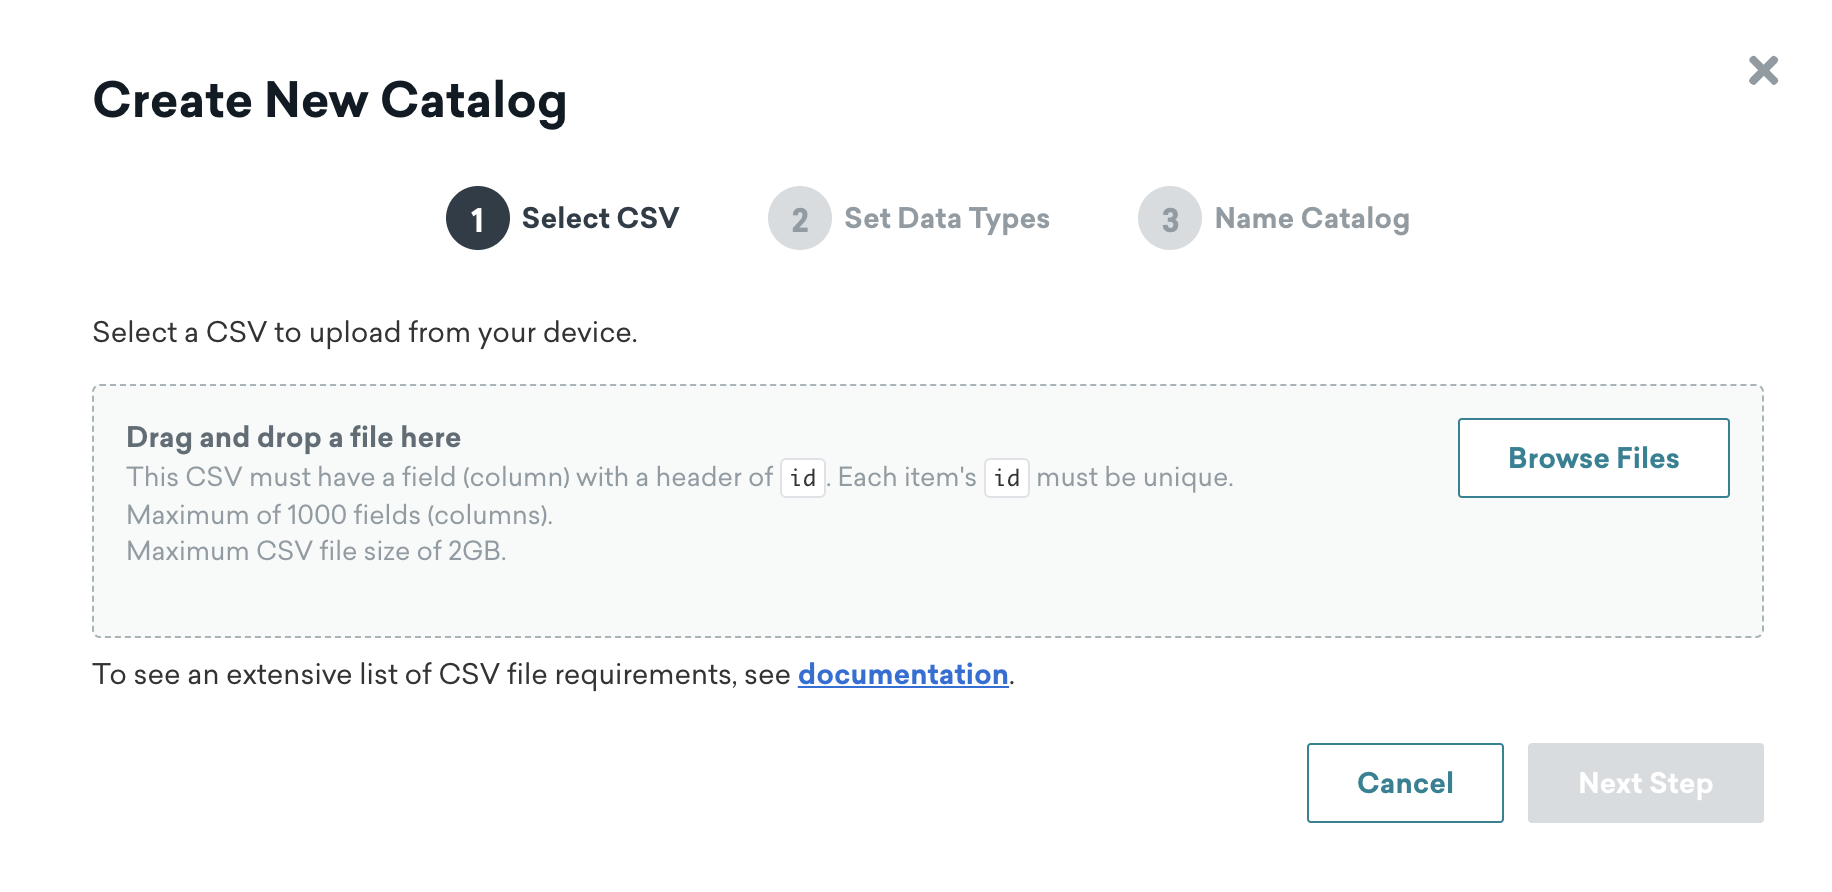 Create New Catalog
1 Select CSV 2 Set Data Types 3 Name Catalog
Select a CSV to upload from your device.
Drag and drop a file here
This CSV must have a field (column) with a header of id. Each item's id must be unique.
Maximum of 1000 fields (columns).
Maximum CSV file size of 2GB.
Browse Files
To see an extensive list of CSV file requirements, see documentation.
Cancel Next Step